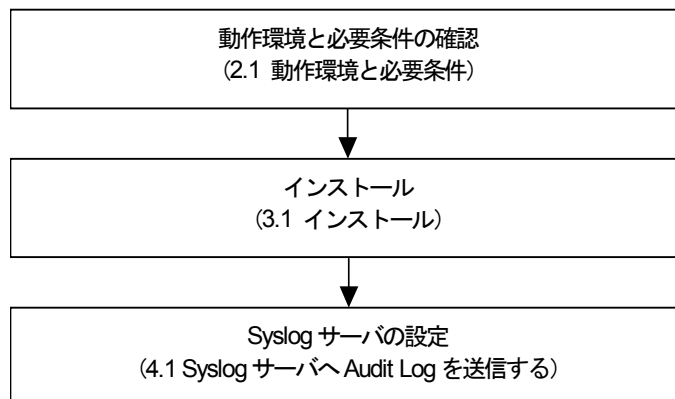 動作環境と必要条件の確認
(2.1 動作環境と必要条件)
インストール
(3.1 インストール)
Syslog サーバの設定
(4.1 Syslog サーバへ Audit Log を送信する)